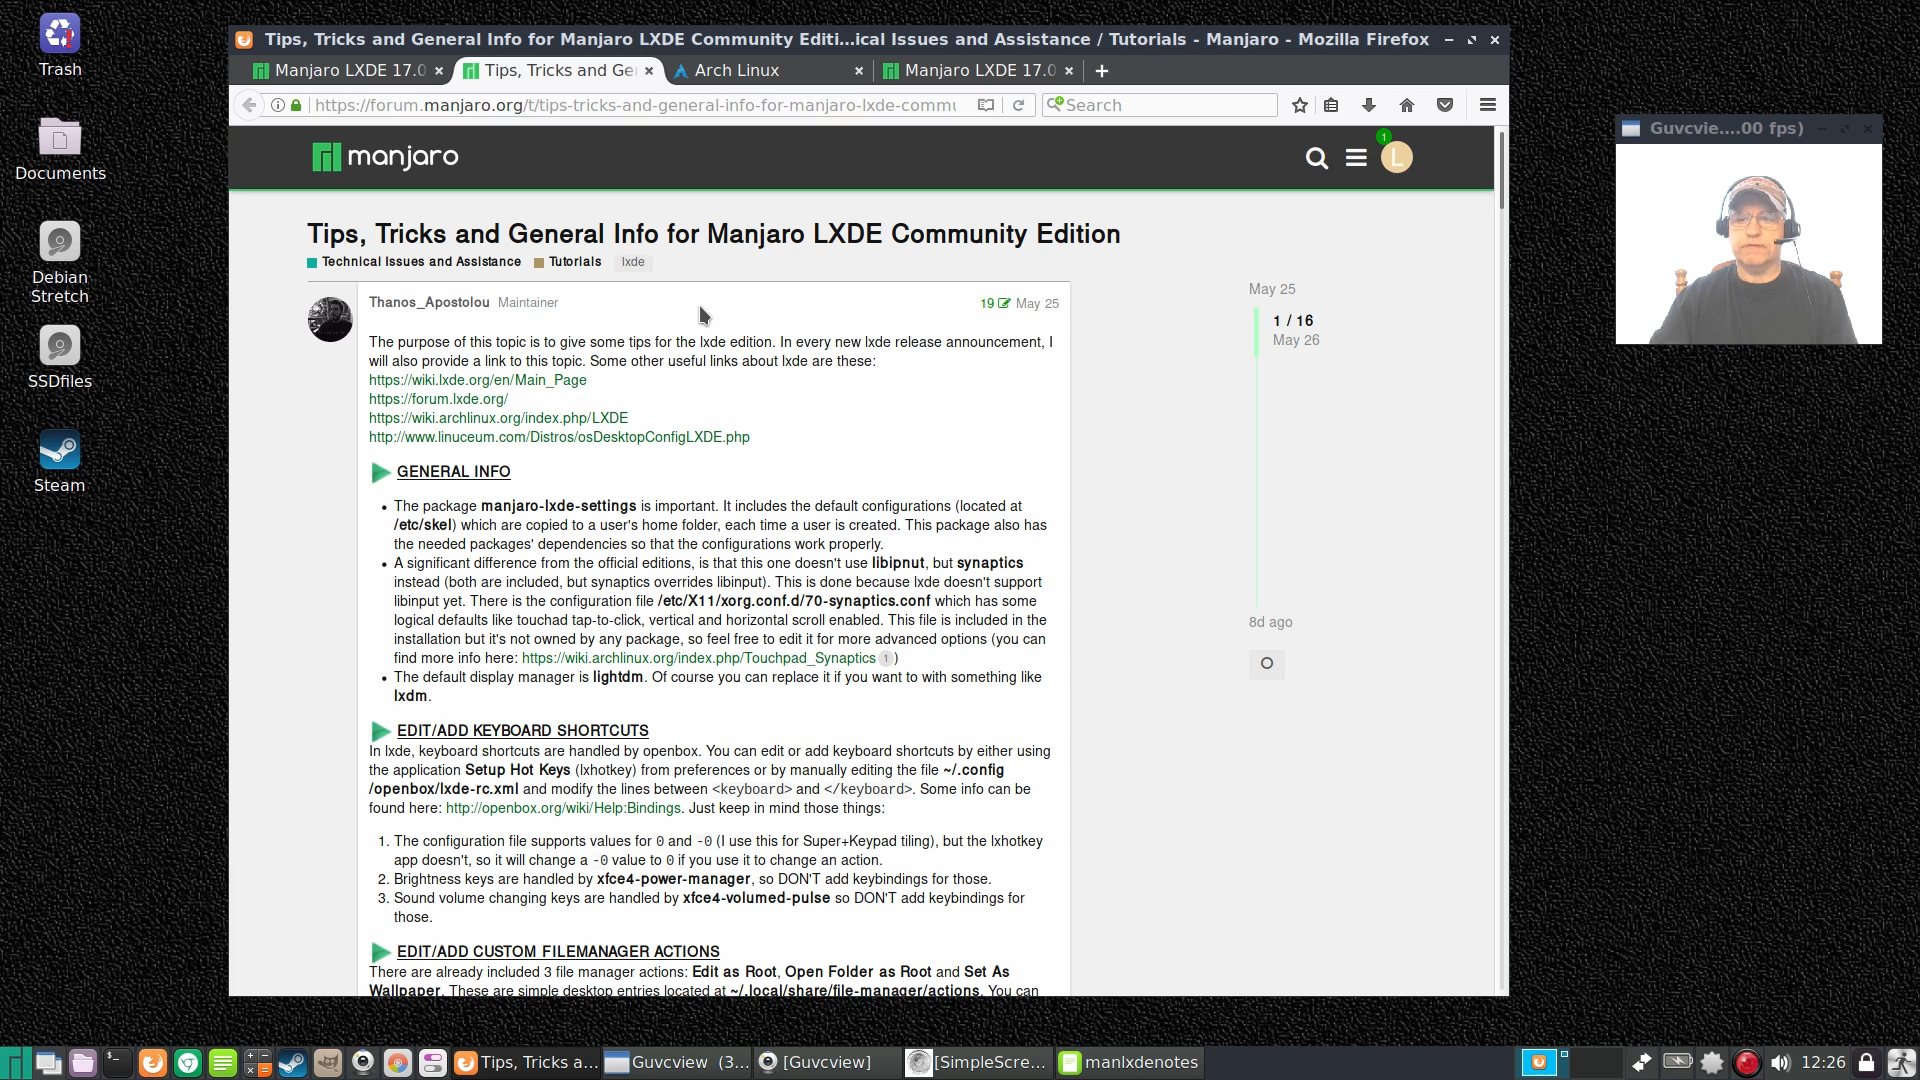 Trash
Documents
Debian
Stretch
SSDfiles
Steam
Tips, Tricks and General Info for Manjaro LXDE Community Editi...ical Issues and Assistance / Tutorials - Manjaro - Mozilla Firefox
Manjaro LXDE 17.0
Tips, Tricks and Ge
Arch Linux
Manjaro LXDE 17.0
https://forum.manjaro.org/t/tips-tricks-and-general-info-for-manjaro-lxde-commu
Search
Guvcvie....00 fps)
manjaro
1
L
Tips, Tricks and General Info for Manjaro LXDE Community Edition
Technical Issues and Assistance Tutorials lxde
Thanos_Apostolou Maintainer
19 May 25
The purpose of this topic is to give some tips for the lxde edition. In every new lxde release announcement, I
will also provide a link to this topic. Some other useful links about lxde are these:
https://wiki.lxde.org/en/Main_Page
https://forum.lxde.org/
https://wiki.archlinux.org/index.php/LXDE
http://www.linuceum.com/Distros/osDesktopConfigLXDE.php
GENERAL INFO
• The package manjaro-lxde-settings is important. It includes the default configurations (located at
/etc/skel) which are copied to a user's home folder, each time a user is created. This package also has
the needed packages' dependencies so that the configurations work properly.
• A significant difference from the official editions, is that this one doesn't use libipnut, but synaptics
instead (both are included, but synaptics overrides libinput). This is done because lxde doesn't support
libinput yet. There is the configuration file /etc/X11/xorg.conf.d/70-synaptics.conf which has some
logical defaults like touchad tap-to-click, vertical and horizontal scroll enabled. This file is included in the
installation but it's not owned by any package, so feel free to edit it for more advanced options (you can
find more info here: https://wiki.archlinux.org/index.php/Touchpad_Synaptics 1 )
• The default display manager is lightdm. Of course you can replace it if you want to with something like
lxdm.
EDIT/ADD KEYBOARD SHORTCUTS
In lxde, keyboard shortcuts are handled by openbox. You can edit or add keyboard shortcuts by either using
the application Setup Hot Keys (lxhotkey) from preferences or by manually editing the file ~/.config
/openbox/lxde-rc.xml and modify the lines between <keyboard> and </keyboard>. Some info can be
found here: http://openbox.org/wiki/Help:Bindings. Just keep in mind those things:
1. The configuration file supports values for 0 and -0 (I use this for Super+Keypad tiling), but the lxhotkey
app doesn't, so it will change a -0 value to 0 if you use it to change an action.
2. Brightness keys are handled by xfce4-power-manager, so DON'T add keybindings for those.
3. Sound volume changing keys are handled by xfce4-volumed-pulse so DON'T add keybindings for
those.
EDIT/ADD CUSTOM FILEMANAGER ACTIONS
There are already included 3 file manager actions: Edit as Root, Open Folder as Root and Set As
Wallpaper. These are simple desktop entries located at ~/.local/share/file-manager/actions. You can
May 25
1 / 16
May 26
8d ago
Tips, Tricks a...
Guvcview (3...
[Guvcview]
[SimpleScre...
manlxdenotes
12:26